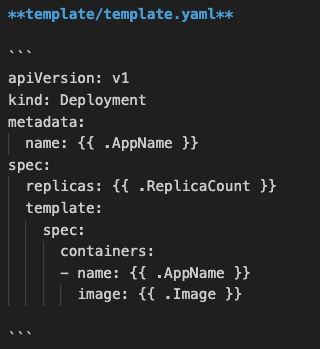 **template/template.yaml**
```
apiVersion: v1
kind: Deployment
metadata:
  name: {{ .AppName }}
spec:
  replicas: {{ .ReplicaCount }}
  template:
    spec:
      containers:
      - name: {{ .AppName }}
        image: {{ .Image }}
```